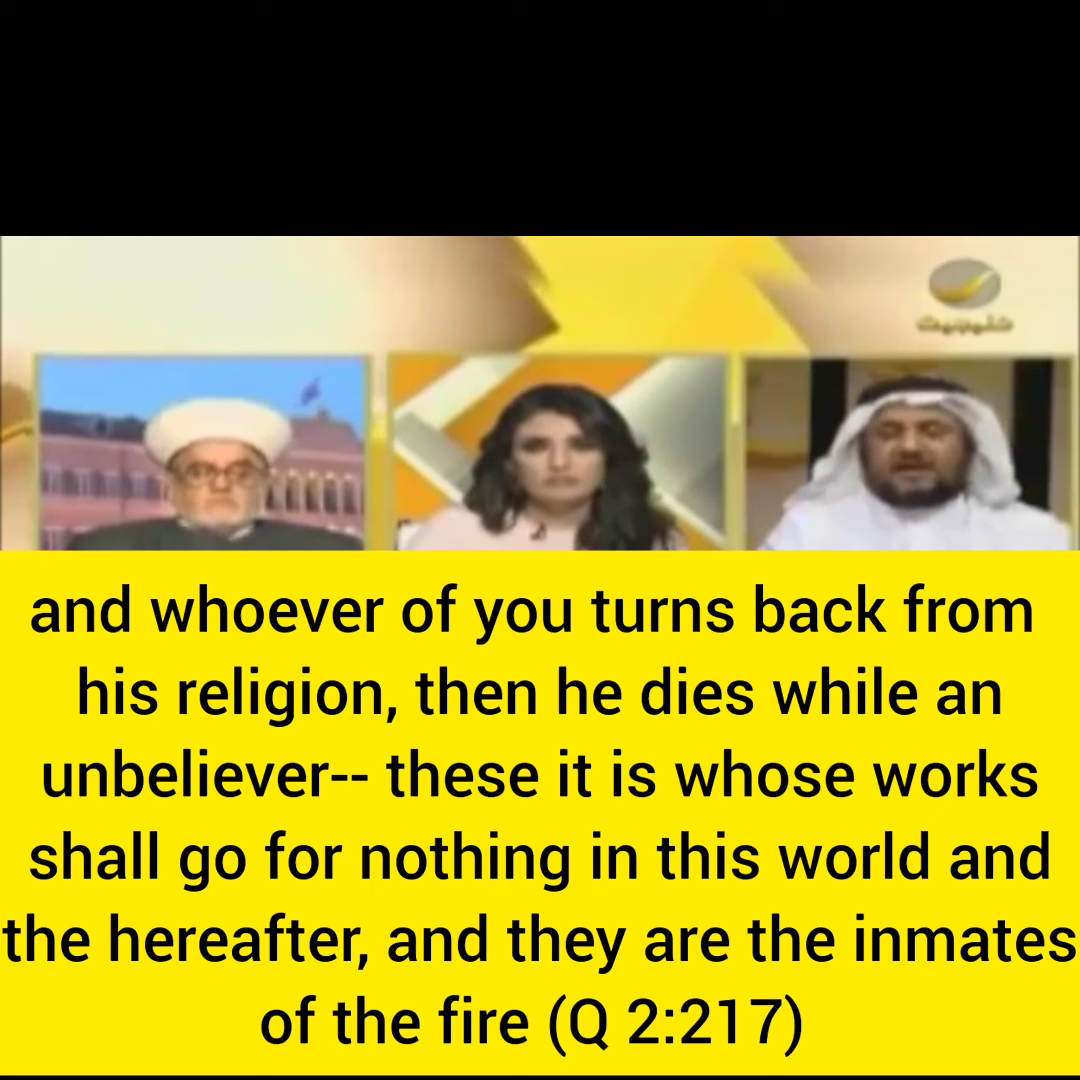 خليجية
and whoever of you turns back from
his religion, then he dies while an
unbeliever-- these it is whose works
shall go for nothing in this world and
the hereafter, and they are the inmates
of the fire (Q 2:217)